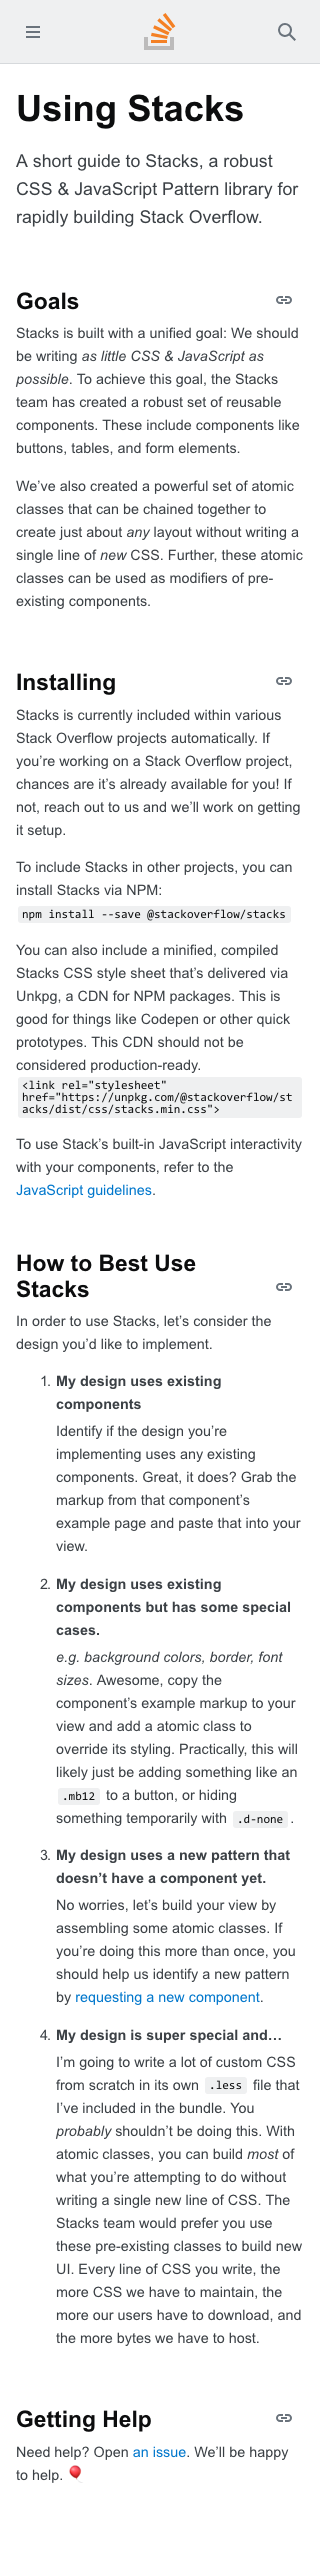 Using Stacks
A short guide to Stacks, a robust
CSS & JavaScript Pattern library for
rapidly building Stack Overflow.
Goals
Stacks is built with a unified goal: We should
be writing as little CSS & JavaScript as
possible. To achieve this goal, the Stacks
team has created a robust set of reusable
components. These include components like
buttons, tables, and form elements.
We’ve also created a powerful set of atomic
classes that can be chained together to
create just about any layout without writing a
single line of new CSS. Further, these atomic
classes can be used as modifiers of pre-
existing components.
Installing
Stacks is currently included within various
Stack Overflow projects automatically. If
you’re working on a Stack Overflow project,
chances are it’s already available for you! If
not, reach out to us and we’ll work on getting
it setup.
To include Stacks in other projects, you can
install Stacks via NPM:
npm install --save @stackoverflow/stacks
You can also include a minified, compiled
Stacks CSS style sheet that’s delivered via
Unkpg, a CDN for NPM packages. This is
good for things like Codepen or other quick
prototypes. This CDN should not be
considered production-ready.
<link rel="stylesheet"
href="https://unpkg.com/@stackoverflow/st
acks/dist/css/stacks.min.css">
To use Stack’s built-in JavaScript interactivity
with your components, refer to the
JavaScript guidelines.
How to Best Use
Stacks
In order to use Stacks, let’s consider the
design you’d like to implement.
1. My design uses existing
components
Identify if the design you’re
implementing uses any existing
components. Great, it does? Grab the
markup from that component’s
example page and paste that into your
view.
2. My design uses existing
components but has some special
cases.
e.g. background colors, border, font
sizes. Awesome, copy the
component’s example markup to your
view and add a atomic class to
override its styling. Practically, this will
likely just be adding something like an
.mb12 to a button, or hiding
something temporarily with .d-none .
3. My design uses a new pattern that
doesn’t have a component yet.
No worries, let’s build your view by
assembling some atomic classes. If
you’re doing this more than once, you
should help us identify a new pattern
by requesting a new component.
4. My design is super special and…
I’m going to write a lot of custom CSS
from scratch in its own .less file that
I’ve included in the bundle. You
probably shouldn’t be doing this. With
atomic classes, you can build most of
what you’re attempting to do without
writing a single new line of CSS. The
Stacks team would prefer you use
these pre-existing classes to build new
UI. Every line of CSS you write, the
more CSS we have to maintain, the
more our users have to download, and
the more bytes we have to host.
Getting Help
Need help? Open an issue. We’ll be happy
to help. 🎈